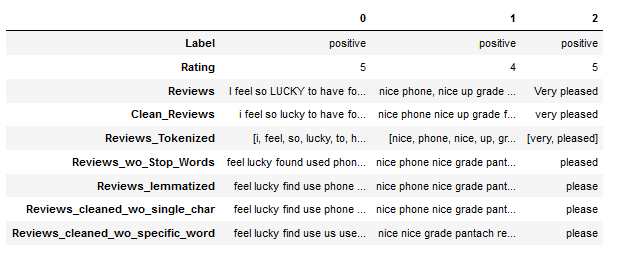 0 1 2
Label positive positive positive
Rating 5 4 5
Reviews I feel so LUCKY to have fo... nice phone, nice up grade ... Very pleased
Clean_Reviews i feel so lucky to have fo... nice phone nice up grade f... very pleased
Reviews_Tokenized [i, feel, so, lucky, to, h... [nice, phone, nice, up, gr... [very, pleased]
Reviews_wo_Stop_Words feel lucky found used phon... nice phone nice grade pant... pleased
Reviews_lemmatized feel lucky find use phone ... nice phone nice grade pant... please
Reviews_cleaned_wo_single_char feel lucky find use phone ... nice phone nice grade pant... please
Reviews_cleaned_wo_specific_word feel lucky find use us use... nice nice grade pantach re... please